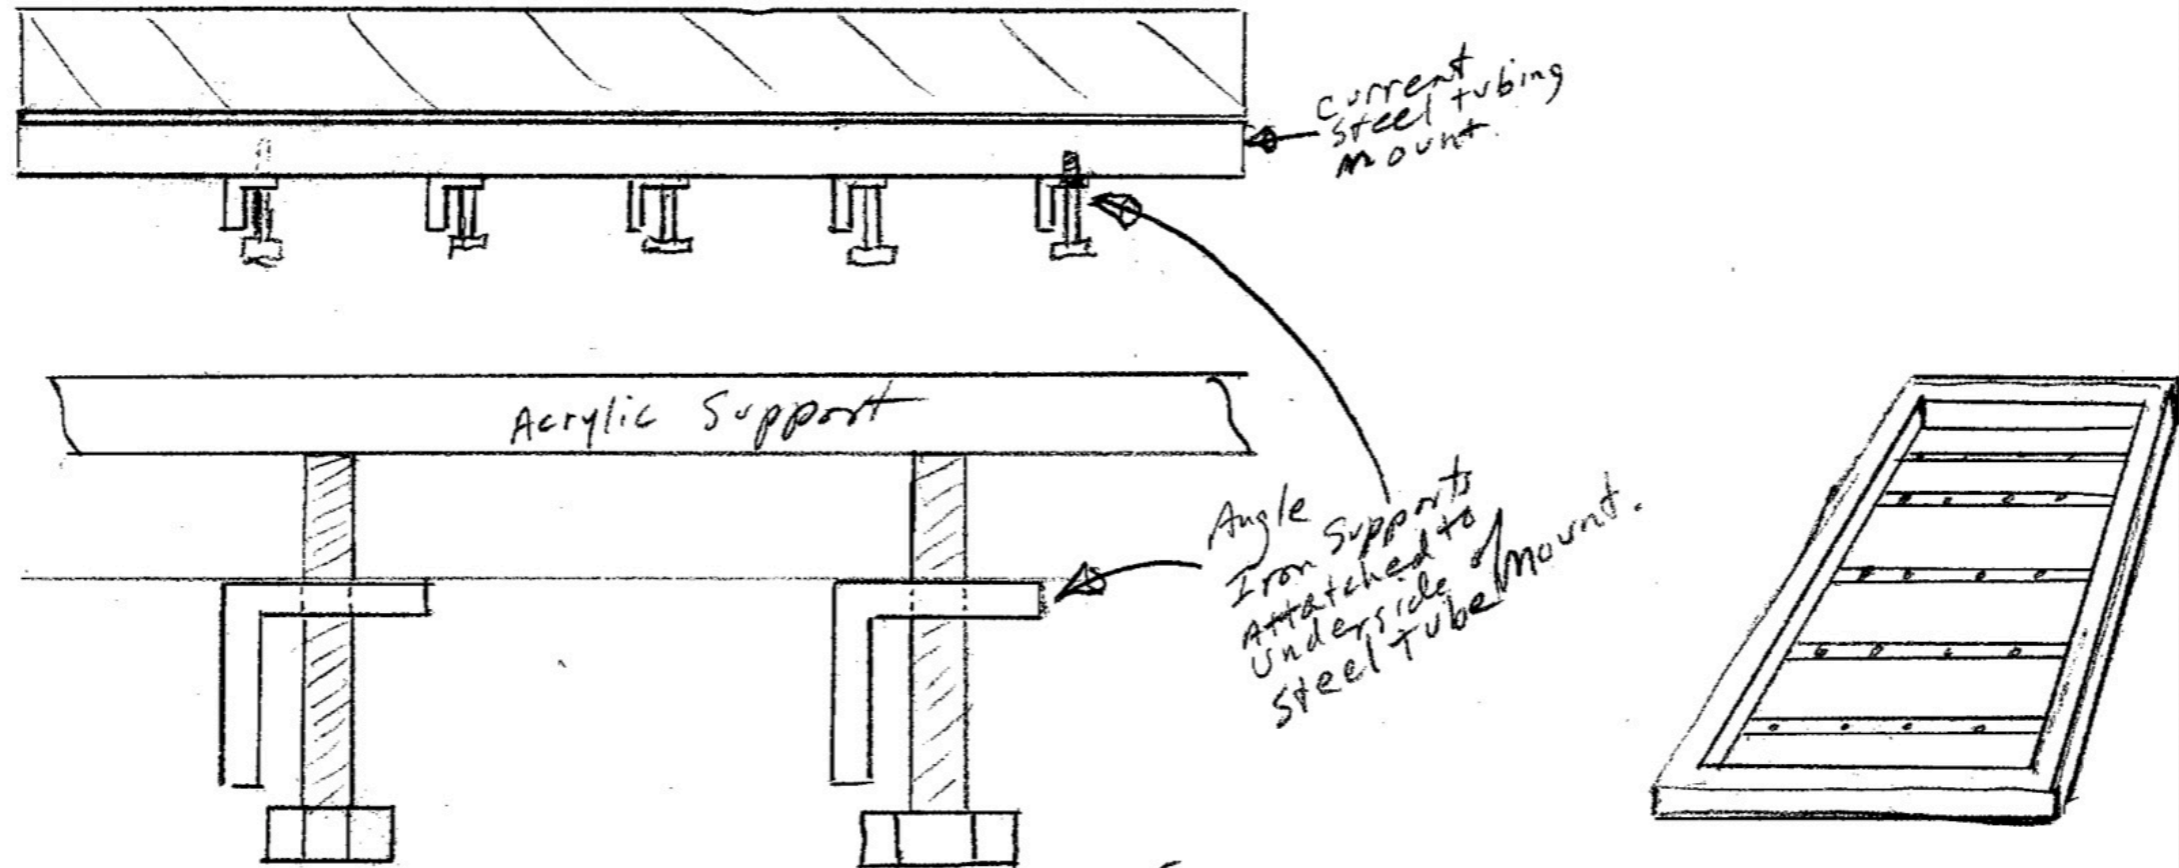 current
steel tubing
mount.
Acrylic Support
Angle
Iron Supports
Attatched to
underside of
steel tube mount.